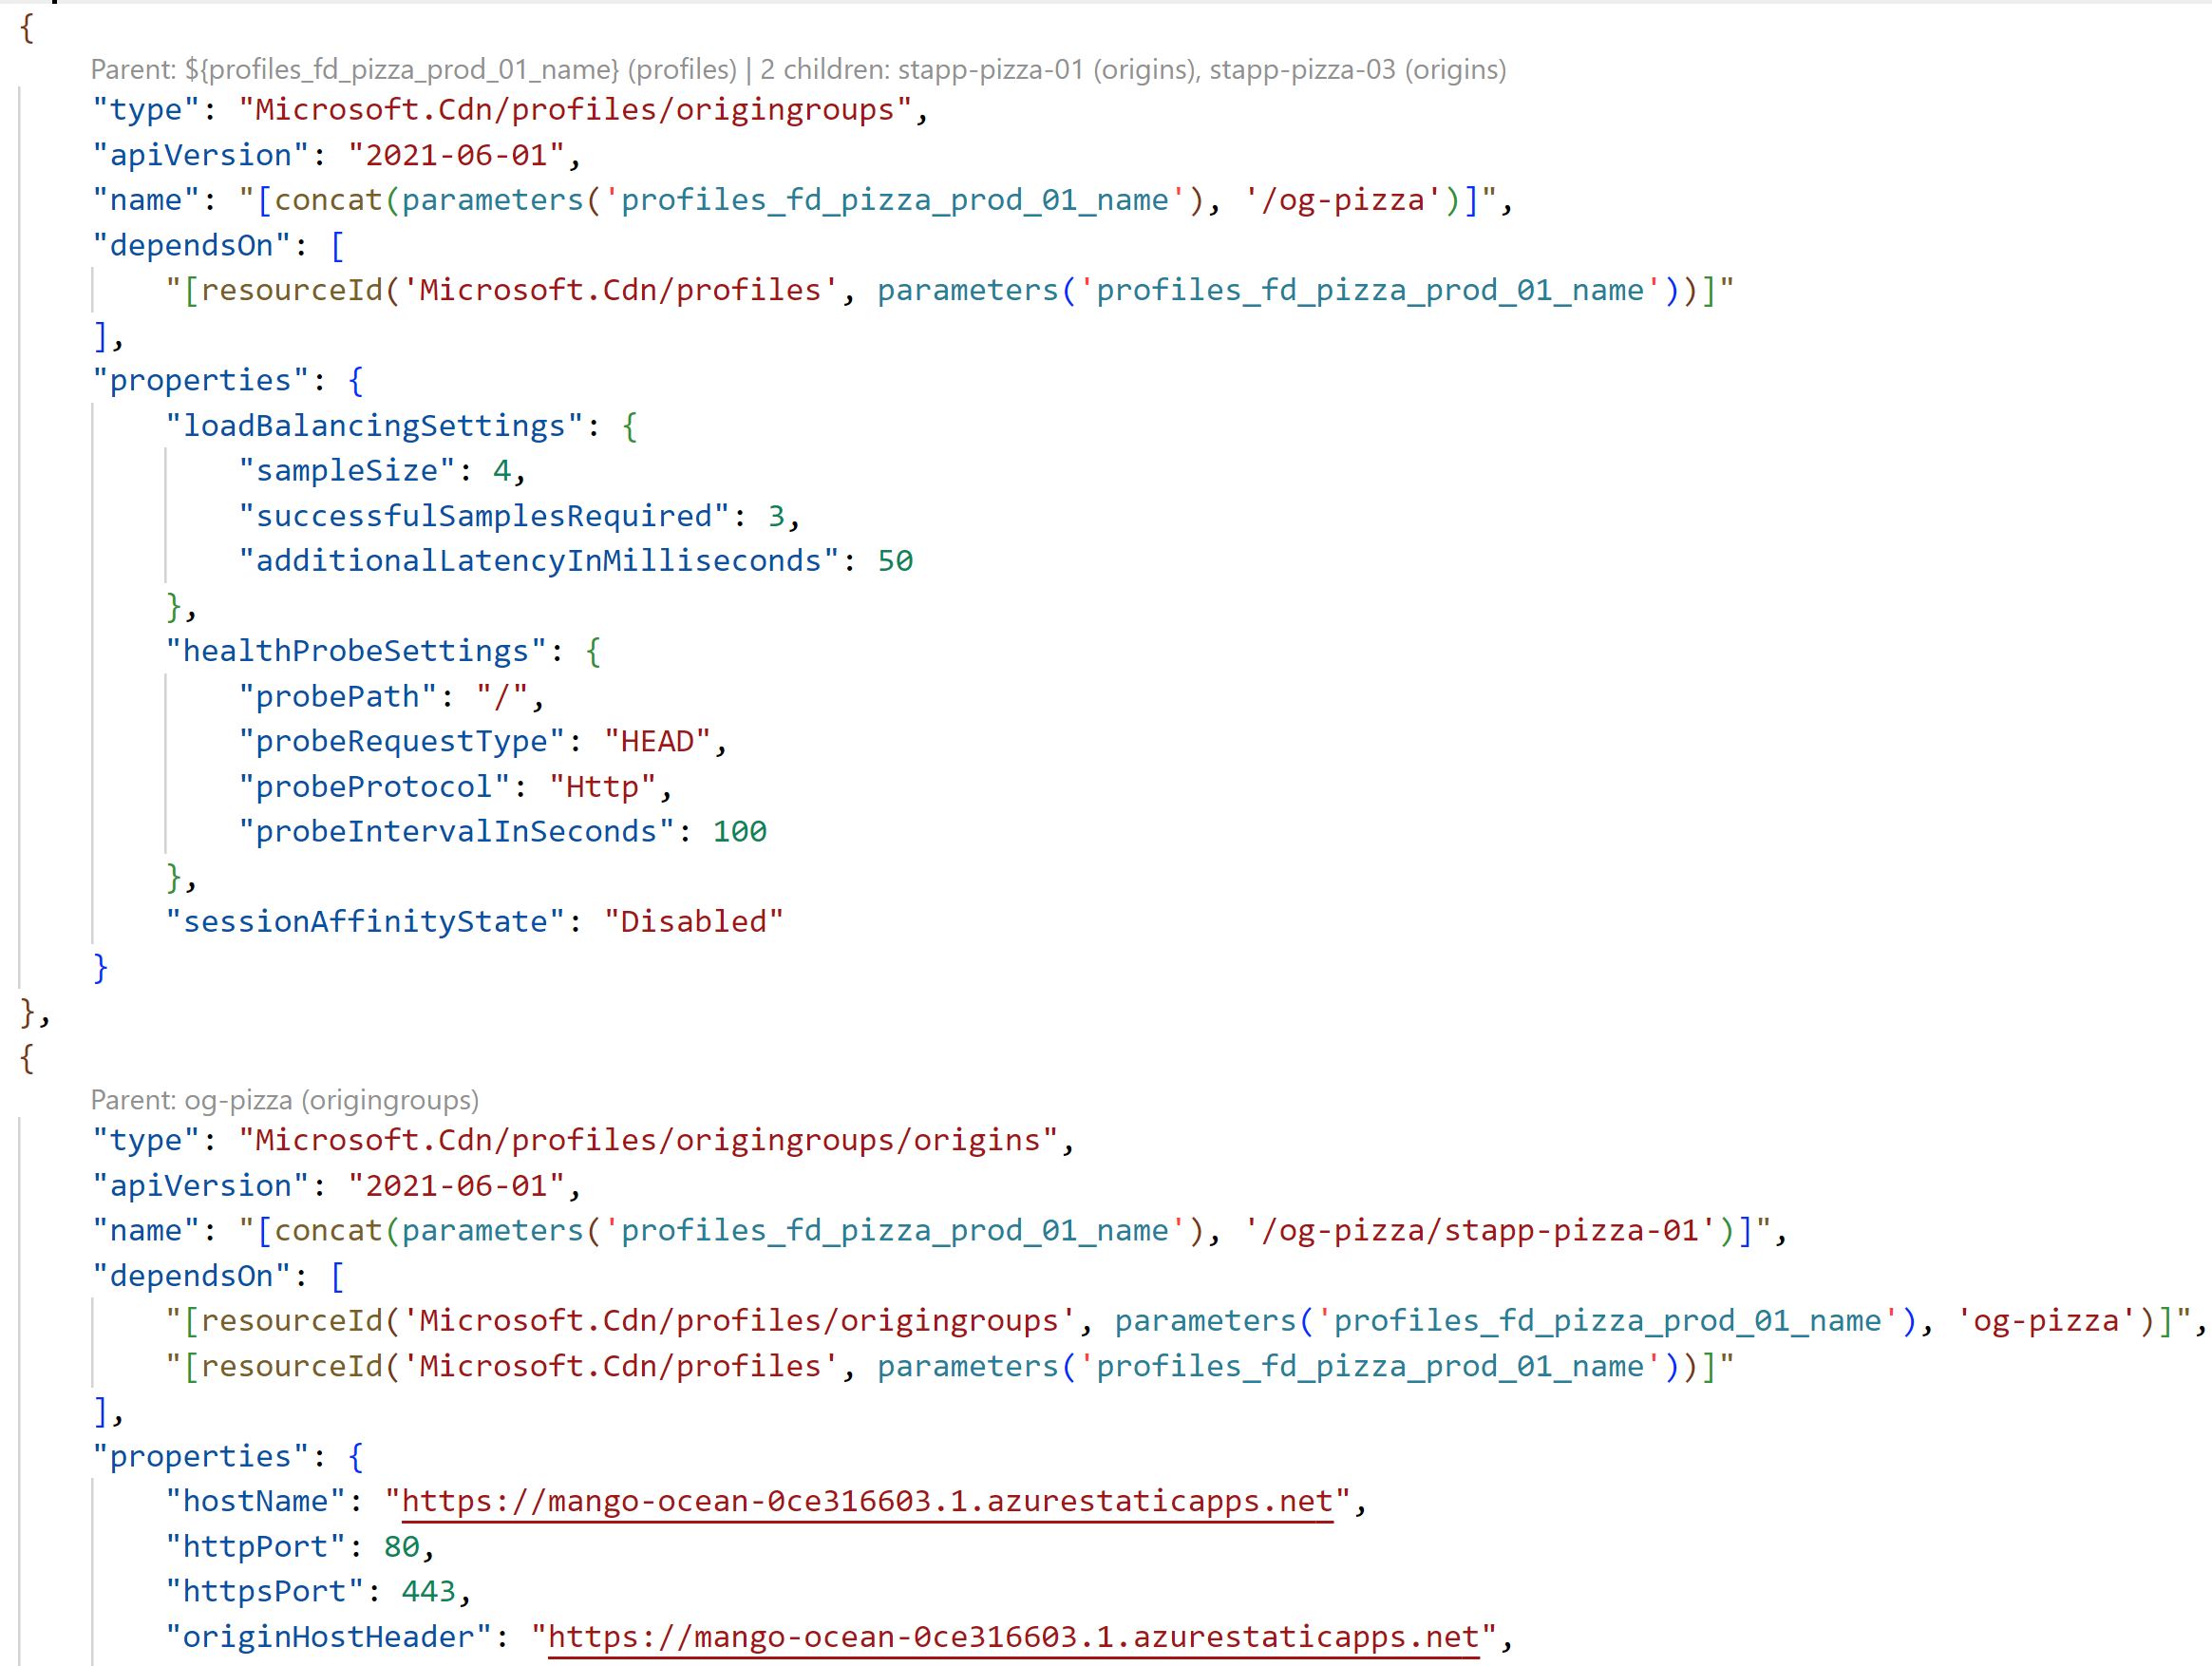 {
Parent: ${profiles_fd_pizza_prod_01_name} (profiles) | 2 children: stapp-pizza-01 (origins), stapp-pizza-03 (origins)
"type": "Microsoft.Cdn/profiles/origingroups",
"apiVersion": "2021-06-01",
"name": "[concat(parameters('profiles_fd_pizza_prod_01_name'), '/og-pizza')]",
"dependsOn": [
"[resourceId('Microsoft.Cdn/profiles', parameters('profiles_fd_pizza_prod_01_name'))]"
],
"properties": {
"loadBalancingSettings": {
"sampleSize": 4,
"successfulSamplesRequired": 3,
"additionalLatencyInMilliseconds": 50
},
"healthProbeSettings": {
"probePath": "/",
"probeRequestType": "HEAD",
"probeProtocol": "Http",
"probeIntervalInSeconds": 100
},
"sessionAffinityState": "Disabled"
}
},
{
Parent: og-pizza (origingroups)
"type": "Microsoft.Cdn/profiles/origingroups/origins",
"apiVersion": "2021-06-01",
"name": "[concat(parameters('profiles_fd_pizza_prod_01_name'), '/og-pizza/stapp-pizza-01')]",
"dependsOn": [
"[resourceId('Microsoft.Cdn/profiles/origingroups', parameters('profiles_fd_pizza_prod_01_name'), 'og-pizza')]",
"[resourceId('Microsoft.Cdn/profiles', parameters('profiles_fd_pizza_prod_01_name'))]"
],
"properties": {
"hostName": "https://mango-ocean-0ce316603.1.azurestaticapps.net",
"httpPort": 80,
"httpsPort": 443,
"originHostHeader": "https://mango-ocean-0ce316603.1.azurestaticapps.net",